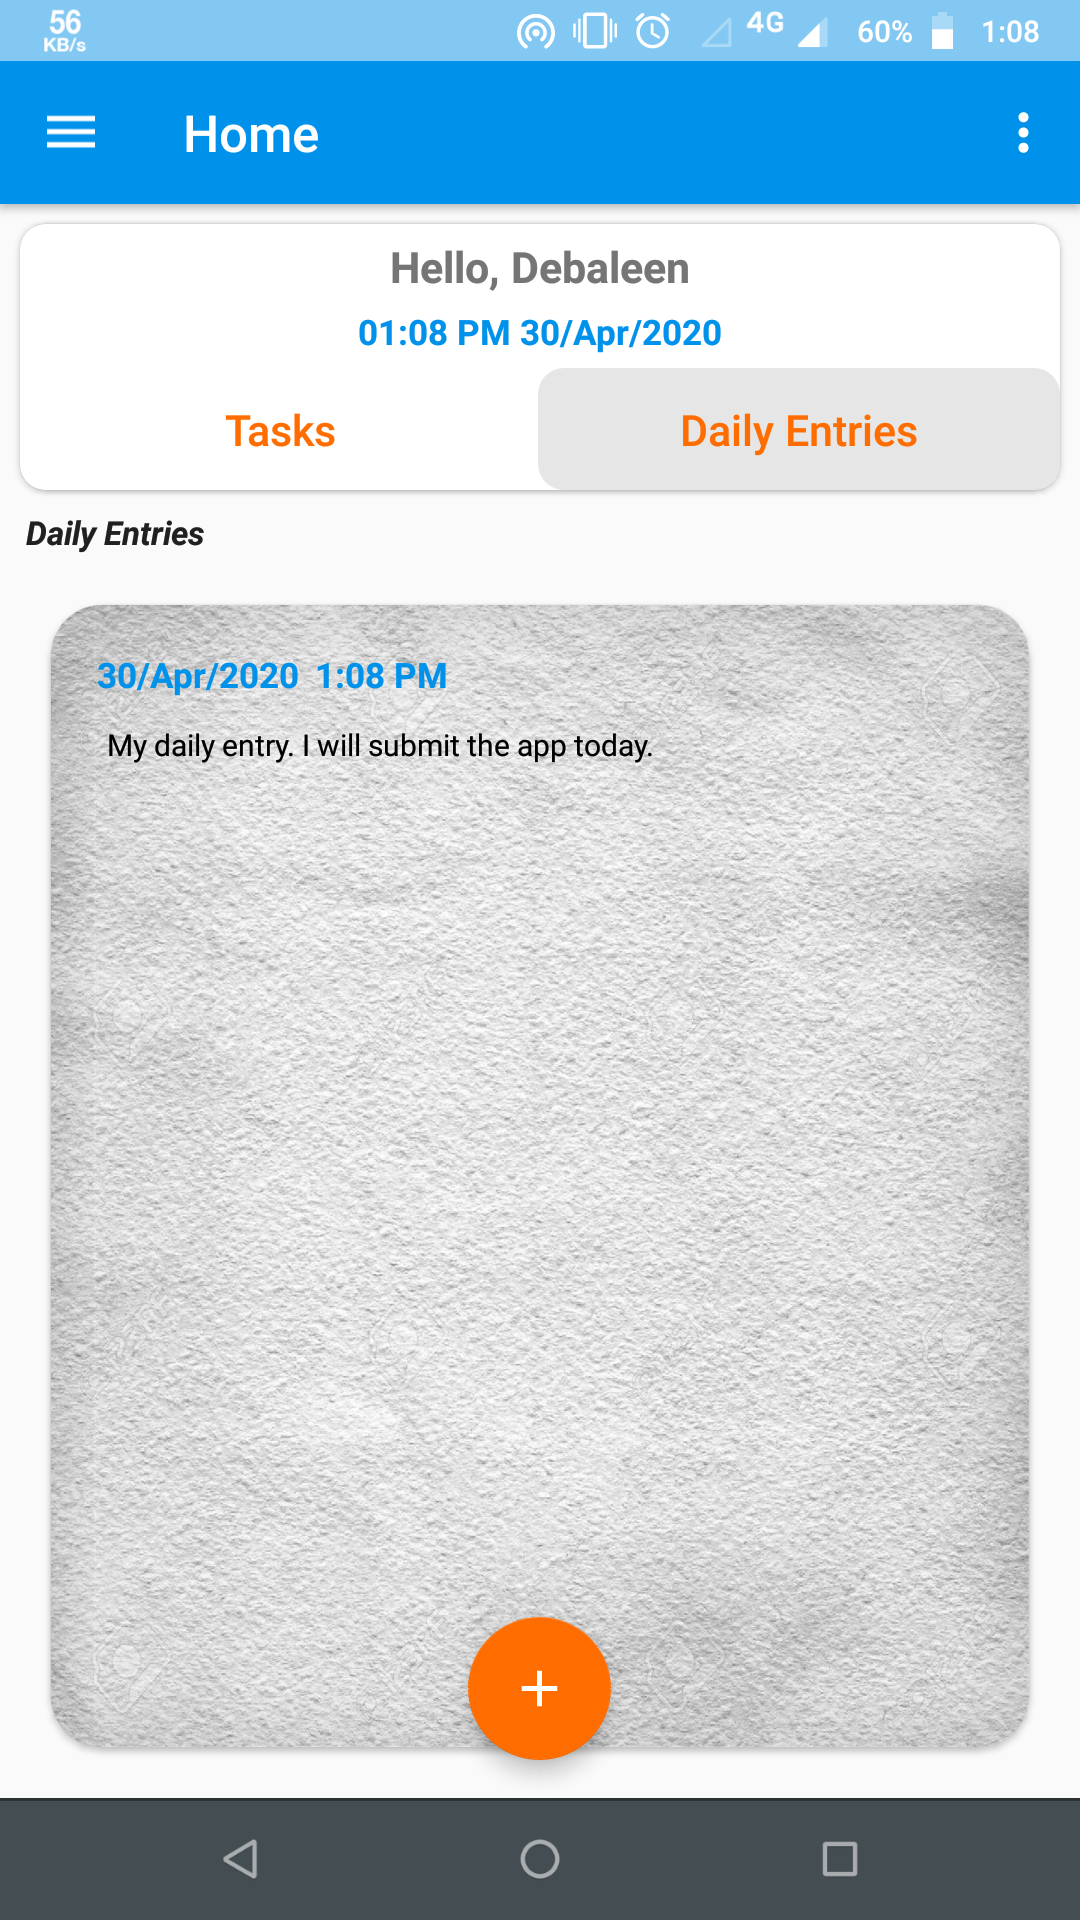 56
KB/s
4G
60%
1:08
Home
Hello, Debaleen
01:08 PM 30/Apr/2020
Tasks
Daily Entries
Daily Entries
30/Apr/2020 1:08 PM
My daily entry. I will submit the app today.